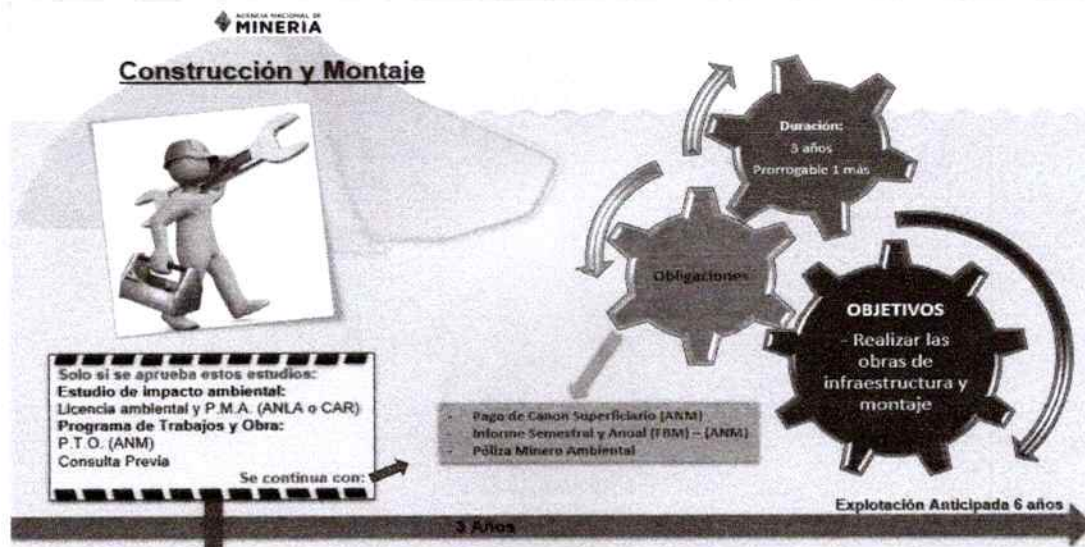 AGENCIA NACIONAL DE
MINERÍA
Construcción y Montaje
Duración:
3 años
Prorrogable 1 más
Obligaciones
OBJETIVOS
- Realizar las
obras de
infraestructura y
montaje
Solo si se aprueba estos estudios:
Estudio de impacto ambiental:
Licencia ambiental y P.M.A. (ANLA o CAR)
Programa de Trabajos y Obra:
P.T.O. (ANM)
Consulta Previa
Se continua con:
- Pago de Canon Superficiario (ANM)
- Informe Semestral y Anual (FBM) – (ANM)
- Póliza Minero Ambiental
Explotación Anticipada 6 años
3 Años